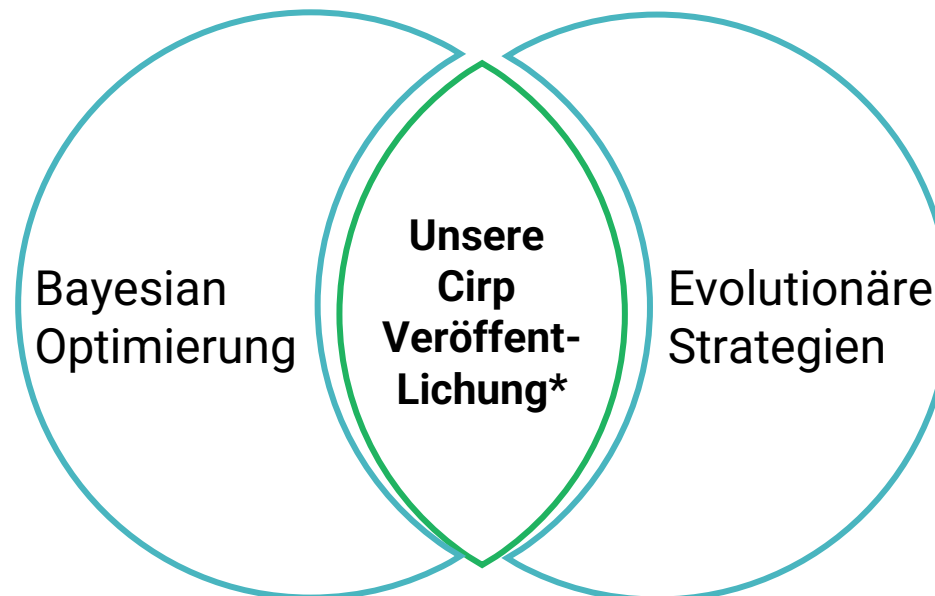 Bayesian
Optimierung
Unsere
Cirp
Veröffent-
Lichung*
Evolutionäre
Strategien